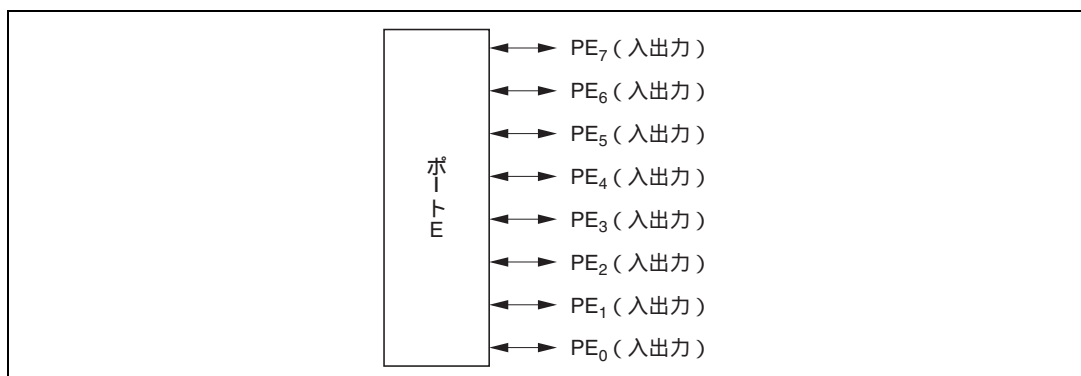 ポートE
PE7 ( 入出力 )
PE6 ( 入出力 )
PE5 ( 入出力 )
PE4 ( 入出力 )
PE3 ( 入出力 )
PE2 ( 入出力 )
PE1 ( 入出力 )
PE0 ( 入出力 )